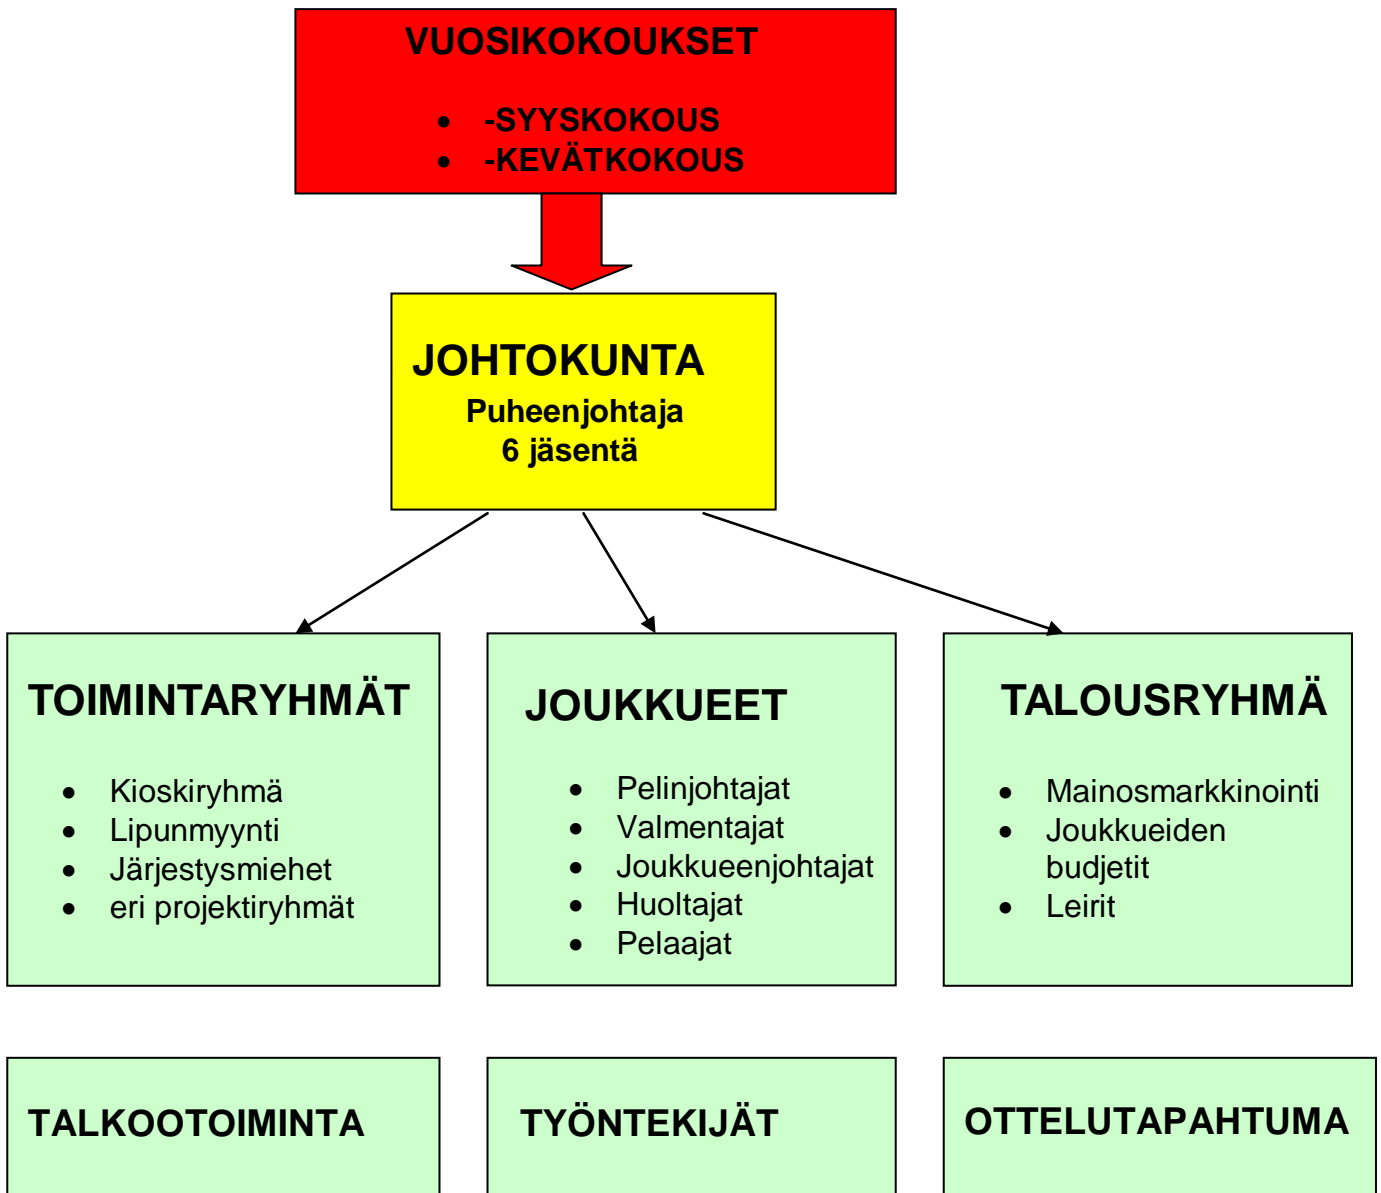 VUOSIKOKOUKSET
• -SYYSKOKOUS
• -KEVÄTKOKOUS
JOHTOKUNTA
Puheenjohtaja
6 jäsentä
TOIMINTARYHMÄT
• Kioskiryhmä
• Lipunmyynti
• Järjestysmiehet
• eri projektiryhmät
JOUKKUEET
• Pelinjohtajat
• Valmentajat
• Joukkueenjohtajat
• Huoltajat
• Pelaajat
TALOUSRYHMÄ
• Mainosmarkkinointi
• Joukkueiden
budjetit
• Leirit
TALKOOTOIMINTA
TYÖNTEKIJÄT
OTTELUTAPAHTUMA